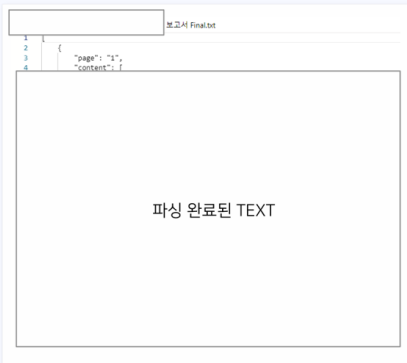 보고서 Final.txt
1 [
2 {
3 "page": "1",
4 "content": [
파싱 완료된 TEXT